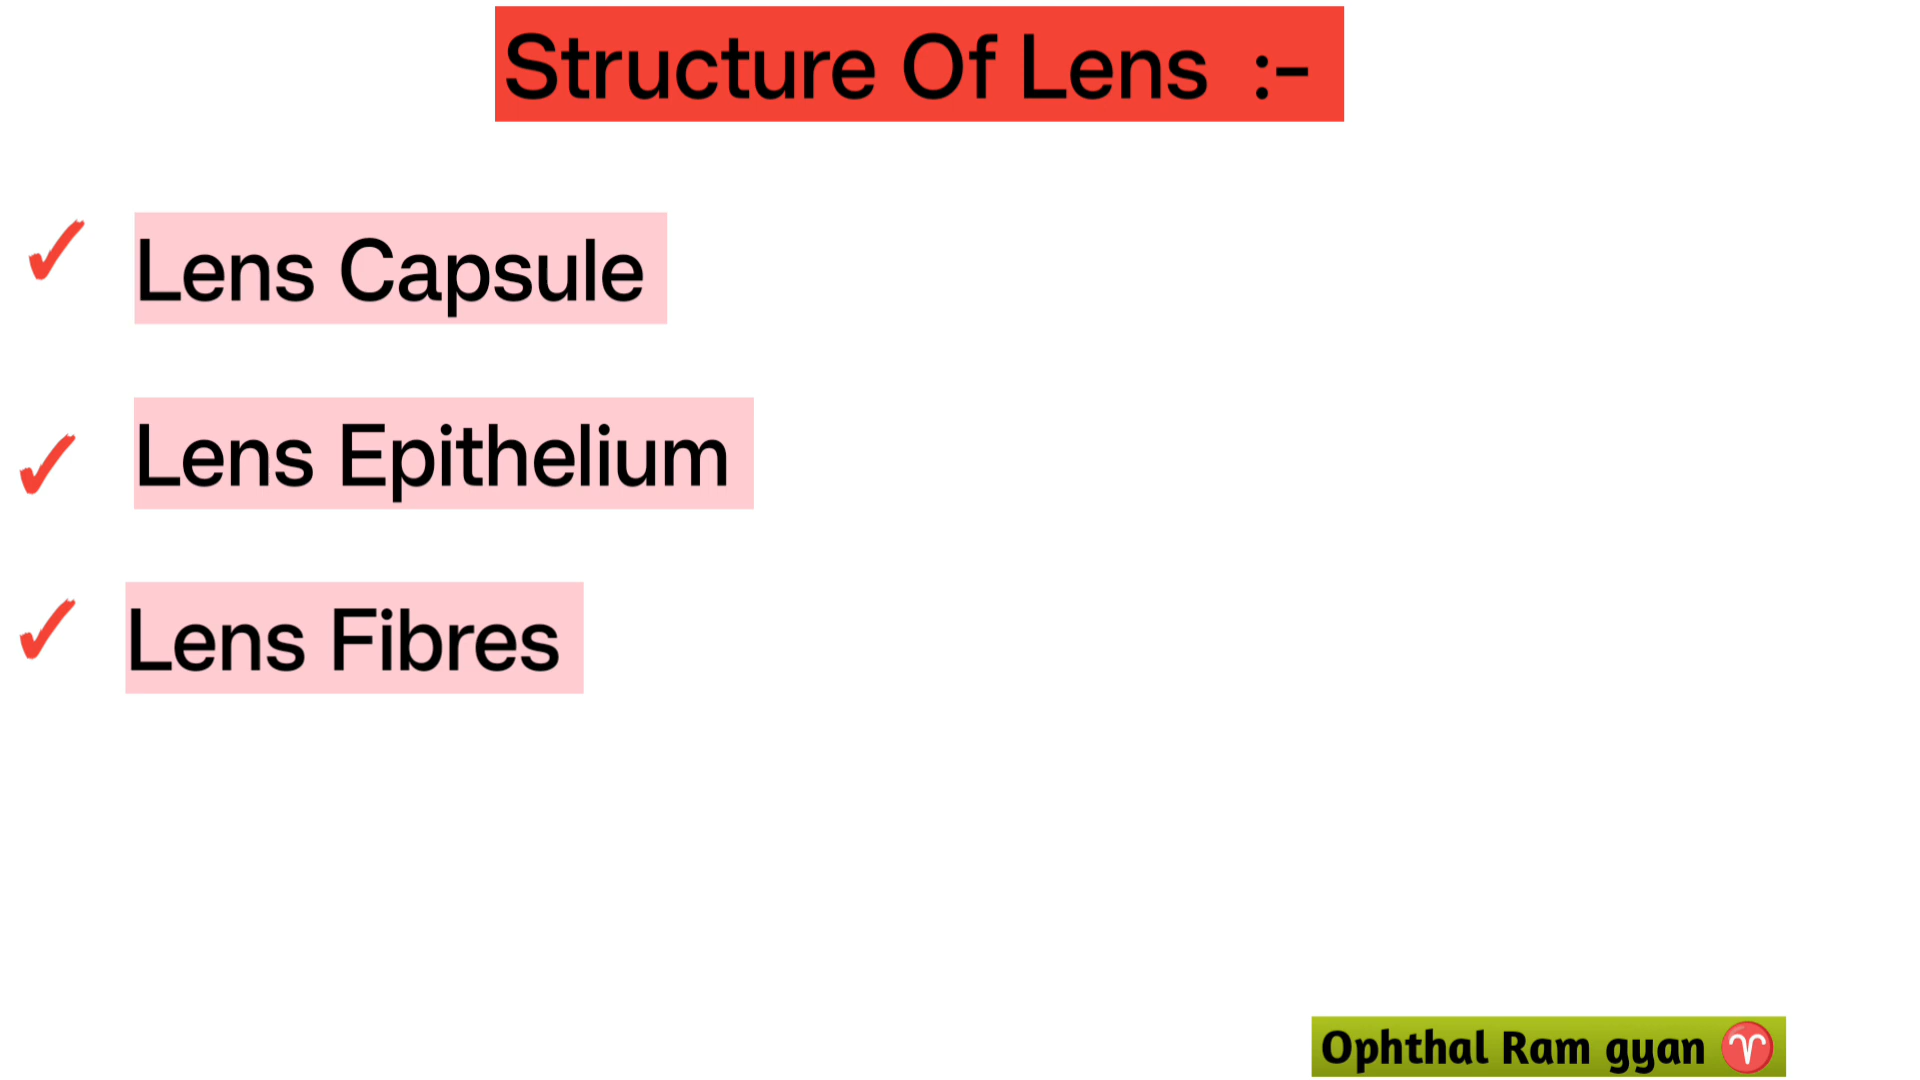 Structure Of Lens :-
✓ Lens Capsule
✓ Lens Epithelium
✓ Lens Fibres
Ophthal Ram gyan ♈